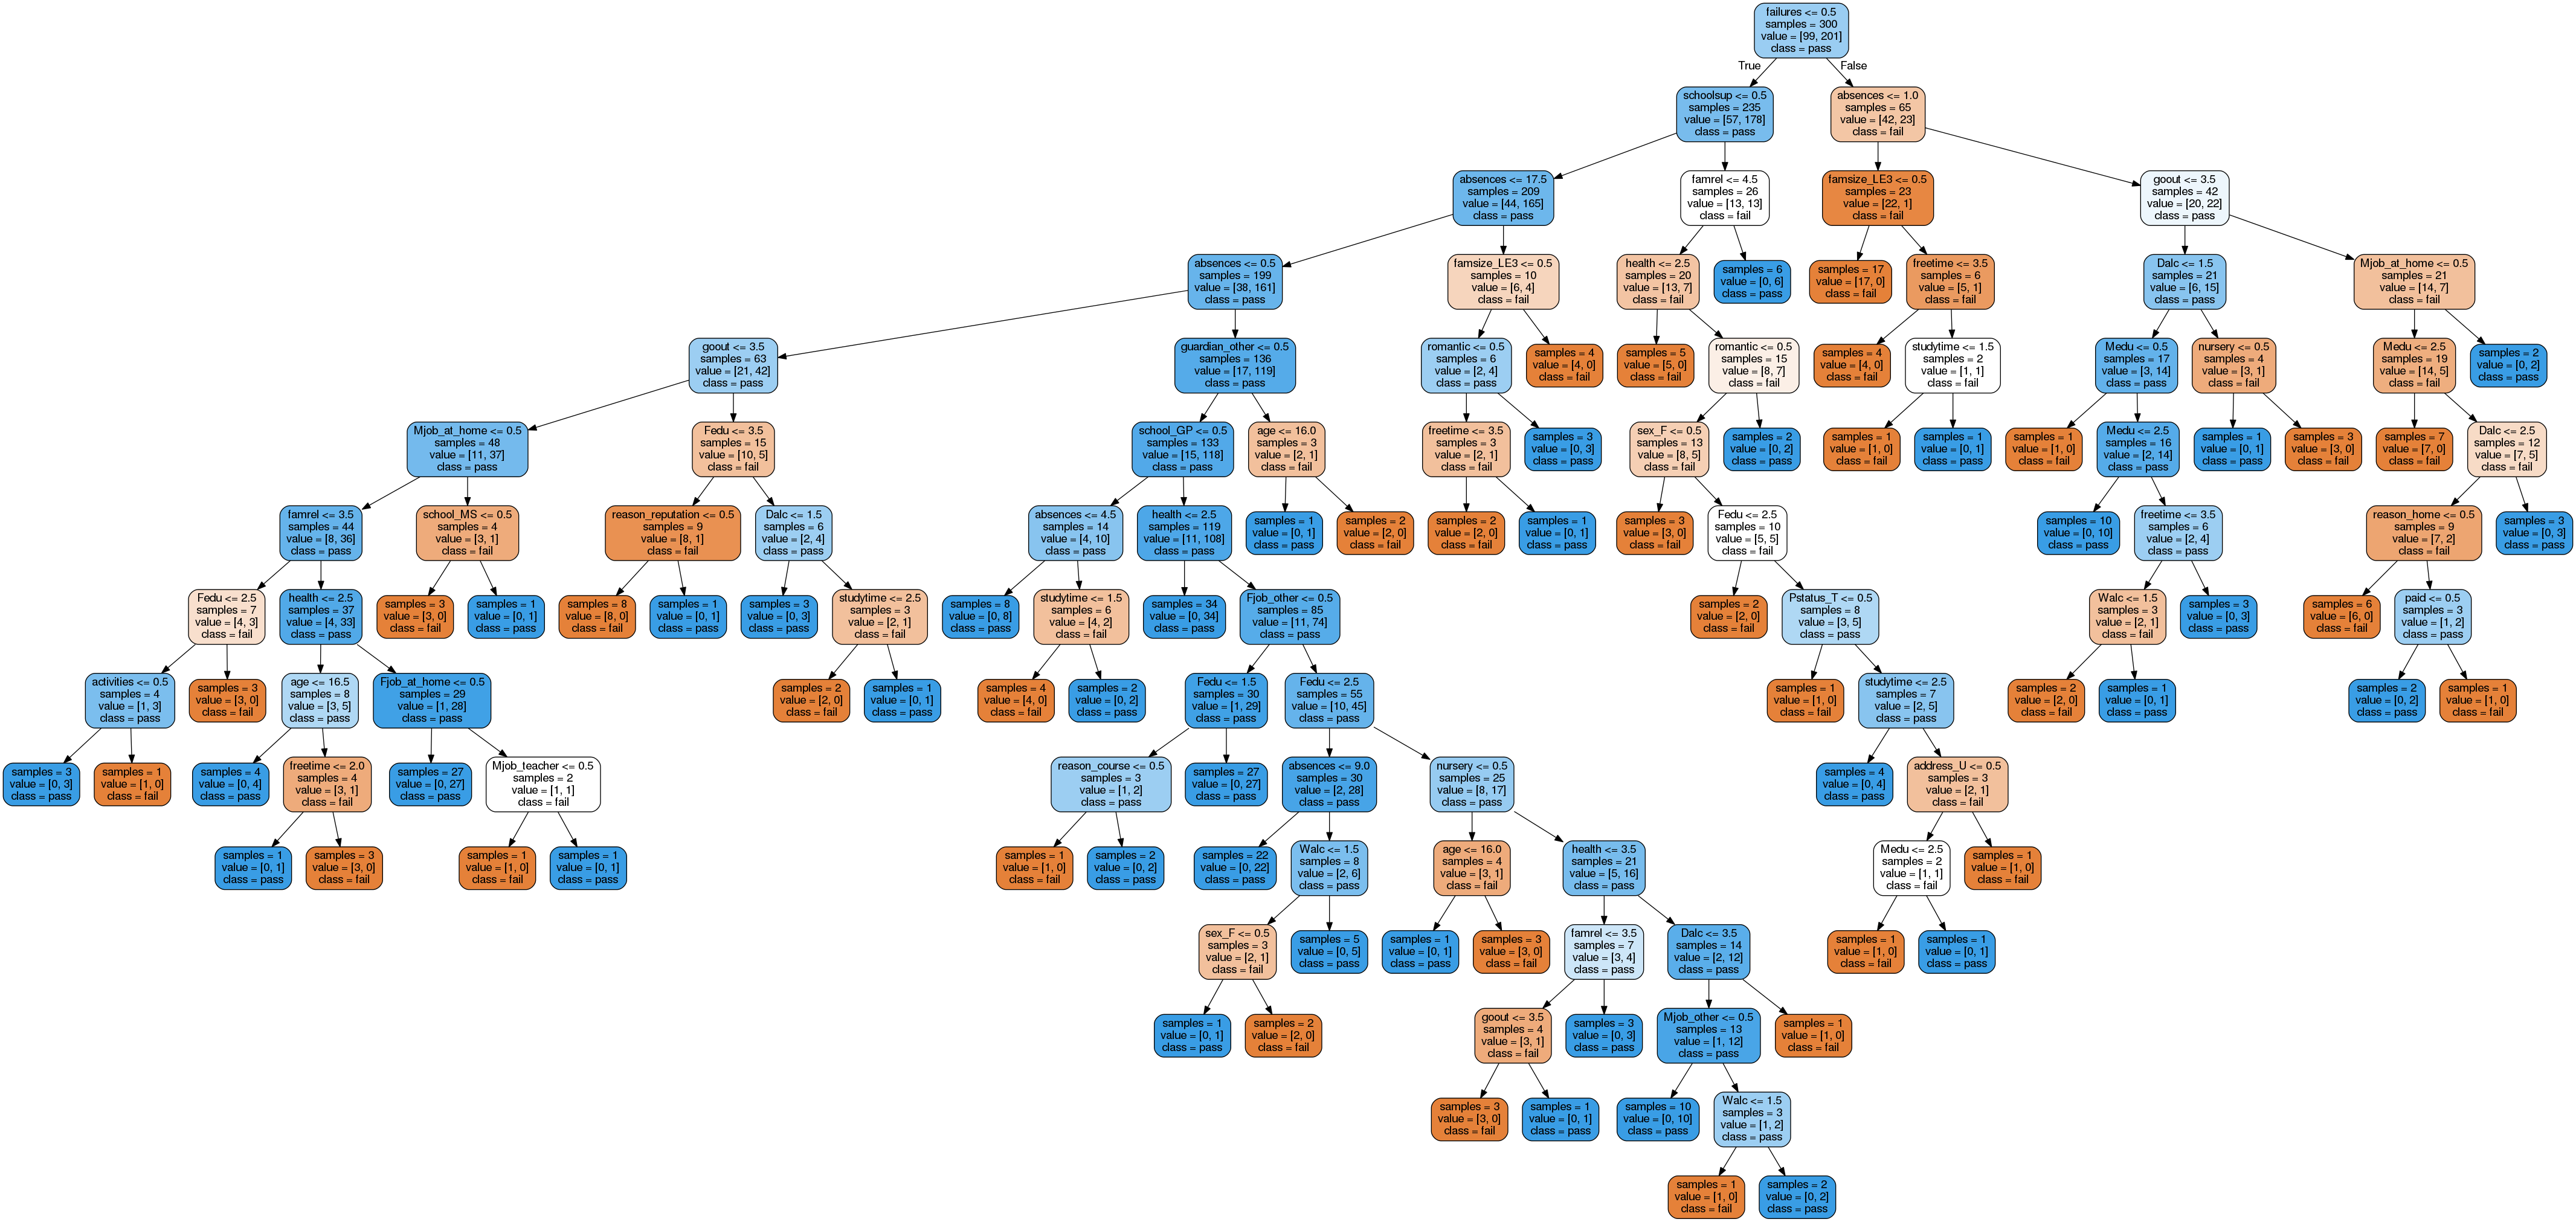 failures <= 0.5
samples = 300
value = [99, 201]
class = pass
True
False
schoolsup <= 0.5
samples = 235
value = [57, 178]
class = pass
absences <= 1.0
samples = 65
value = [42, 23]
class = fail
absences <= 17.5
samples = 209
value = [44, 165]
class = pass
famrel <= 4.5
samples = 26
value = [13, 13]
class = fail
famsize_LE3 <= 0.5
samples = 23
value = [22, 1]
class = fail
goout <= 3.5
samples = 42
value = [20, 22]
class = pass
absences <= 0.5
samples = 199
value = [38, 161]
class = pass
famsize_LE3 <= 0.5
samples = 10
value = [6, 4]
class = fail
health <= 2.5
samples = 20
value = [13, 7]
class = fail
samples = 6
value = [0, 6]
class = pass
samples = 17
value = [17, 0]
class = fail
freetime <= 3.5
samples = 6
value = [5, 1]
class = fail
Dalc <= 1.5
samples = 21
value = [6, 15]
class = pass
Mjob_at_home <= 0.5
samples = 21
value = [14, 7]
class = fail
goout <= 3.5
samples = 63
value = [21, 42]
class = pass
guardian_other <= 0.5
samples = 136
value = [17, 119]
class = pass
romantic <= 0.5
samples = 6
value = [2, 4]
class = pass
samples = 4
value = [4, 0]
class = fail
samples = 5
value = [5, 0]
class = fail
romantic <= 0.5
samples = 15
value = [8, 7]
class = fail
samples = 4
value = [4, 0]
class = fail
studytime <= 1.5
samples = 2
value = [1, 1]
class = fail
Medu <= 0.5
samples = 17
value = [3, 14]
class = pass
nursery <= 0.5
samples = 4
value = [3, 1]
class = fail
Medu <= 2.5
samples = 19
value = [14, 5]
class = fail
samples = 2
value = [0, 2]
class = pass
Mjob_at_home <= 0.5
samples = 48
value = [11, 37]
class = pass
Fedu <= 3.5
samples = 15
value = [10, 5]
class = fail
school_GP <= 0.5
samples = 133
value = [15, 118]
class = pass
age <= 16.0
samples = 3
value = [2, 1]
class = fail
freetime <= 3.5
samples = 3
value = [2, 1]
class = fail
samples = 3
value = [0, 3]
class = pass
sex_F <= 0.5
samples = 13
value = [8, 5]
class = fail
samples = 2
value = [0, 2]
class = pass
samples = 1
value = [1, 0]
class = fail
samples = 1
value = [0, 1]
class = pass
samples = 1
value = [1, 0]
class = fail
Medu <= 2.5
samples = 16
value = [2, 14]
class = pass
samples = 1
value = [0, 1]
class = pass
samples = 3
value = [3, 0]
class = fail
samples = 7
value = [7, 0]
class = fail
Dalc <= 2.5
samples = 12
value = [7, 5]
class = fail
famrel <= 3.5
samples = 44
value = [8, 36]
class = pass
school_MS <= 0.5
samples = 4
value = [3, 1]
class = fail
reason_reputation <= 0.5
samples = 9
value = [8, 1]
class = fail
Dalc <= 1.5
samples = 6
value = [2, 4]
class = pass
absences <= 4.5
samples = 14
value = [4, 10]
class = pass
health <= 2.5
samples = 119
value = [11, 108]
class = pass
samples = 1
value = [0, 1]
class = pass
samples = 2
value = [2, 0]
class = fail
samples = 2
value = [2, 0]
class = fail
samples = 1
value = [0, 1]
class = pass
samples = 3
value = [3, 0]
class = fail
Fedu <= 2.5
samples = 10
value = [5, 5]
class = fail
samples = 10
value = [0, 10]
class = pass
freetime <= 3.5
samples = 6
value = [2, 4]
class = pass
reason_home <= 0.5
samples = 9
value = [7, 2]
class = fail
samples = 3
value = [0, 3]
class = pass
Fedu <= 2.5
samples = 7
value = [4, 3]
class = fail
health <= 2.5
samples = 37
value = [4, 33]
class = pass
samples = 3
value = [3, 0]
class = fail
samples = 1
value = [0, 1]
class = pass
samples = 8
value = [8, 0]
class = fail
samples = 1
value = [0, 1]
class = pass
samples = 3
value = [0, 3]
class = pass
studytime <= 2.5
samples = 3
value = [2, 1]
class = fail
samples = 8
value = [0, 8]
class = pass
studytime <= 1.5
samples = 6
value = [4, 2]
class = fail
samples = 34
value = [0, 34]
class = pass
Fjob_other <= 0.5
samples = 85
value = [11, 74]
class = pass
samples = 2
value = [2, 0]
class = fail
Pstatus_T <= 0.5
samples = 8
value = [3, 5]
class = pass
Walc <= 1.5
samples = 3
value = [2, 1]
class = fail
samples = 3
value = [0, 3]
class = pass
samples = 6
value = [6, 0]
class = fail
paid <= 0.5
samples = 3
value = [1, 2]
class = pass
activities <= 0.5
samples = 4
value = [1, 3]
class = pass
samples = 3
value = [3, 0]
class = fail
age <= 16.5
samples = 8
value = [3, 5]
class = pass
Fjob_at_home <= 0.5
samples = 29
value = [1, 28]
class = pass
samples = 2
value = [2, 0]
class = fail
samples = 1
value = [0, 1]
class = pass
samples = 4
value = [4, 0]
class = fail
samples = 2
value = [0, 2]
class = pass
Fedu <= 1.5
samples = 30
value = [1, 29]
class = pass
Fedu <= 2.5
samples = 55
value = [10, 45]
class = pass
samples = 1
value = [1, 0]
class = fail
studytime <= 2.5
samples = 7
value = [2, 5]
class = pass
samples = 2
value = [2, 0]
class = fail
samples = 1
value = [0, 1]
class = pass
samples = 2
value = [0, 2]
class = pass
samples = 1
value = [1, 0]
class = fail
samples = 3
value = [0, 3]
class = pass
samples = 1
value = [1, 0]
class = fail
samples = 4
value = [0, 4]
class = pass
freetime <= 2.0
samples = 4
value = [3, 1]
class = fail
samples = 27
value = [0, 27]
class = pass
Mjob_teacher <= 0.5
samples = 2
value = [1, 1]
class = fail
reason_course <= 0.5
samples = 3
value = [1, 2]
class = pass
samples = 27
value = [0, 27]
class = pass
absences <= 9.0
samples = 30
value = [2, 28]
class = pass
nursery <= 0.5
samples = 25
value = [8, 17]
class = pass
samples = 4
value = [0, 4]
class = pass
address_U <= 0.5
samples = 3
value = [2, 1]
class = fail
samples = 1
value = [0, 1]
class = pass
samples = 3
value = [3, 0]
class = fail
samples = 1
value = [1, 0]
class = fail
samples = 1
value = [0, 1]
class = pass
samples = 1
value = [1, 0]
class = fail
samples = 2
value = [0, 2]
class = pass
samples = 22
value = [0, 22]
class = pass
Walc <= 1.5
samples = 8
value = [2, 6]
class = pass
age <= 16.0
samples = 4
value = [3, 1]
class = fail
health <= 3.5
samples = 21
value = [5, 16]
class = pass
Medu <= 2.5
samples = 2
value = [1, 1]
class = fail
samples = 1
value = [1, 0]
class = fail
sex_F <= 0.5
samples = 3
value = [2, 1]
class = fail
samples = 5
value = [0, 5]
class = pass
samples = 1
value = [0, 1]
class = pass
samples = 3
value = [3, 0]
class = fail
famrel <= 3.5
samples = 7
value = [3, 4]
class = pass
Dalc <= 3.5
samples = 14
value = [2, 12]
class = pass
samples = 1
value = [1, 0]
class = fail
samples = 1
value = [0, 1]
class = pass
samples = 1
value = [0, 1]
class = pass
samples = 2
value = [2, 0]
class = fail
goout <= 3.5
samples = 4
value = [3, 1]
class = fail
samples = 3
value = [0, 3]
class = pass
Mjob_other <= 0.5
samples = 13
value = [1, 12]
class = pass
samples = 1
value = [1, 0]
class = fail
samples = 3
value = [3, 0]
class = fail
samples = 1
value = [0, 1]
class = pass
samples = 10
value = [0, 10]
class = pass
Walc <= 1.5
samples = 3
value = [1, 2]
class = pass
samples = 1
value = [1, 0]
class = fail
samples = 2
value = [0, 2]
class = pass